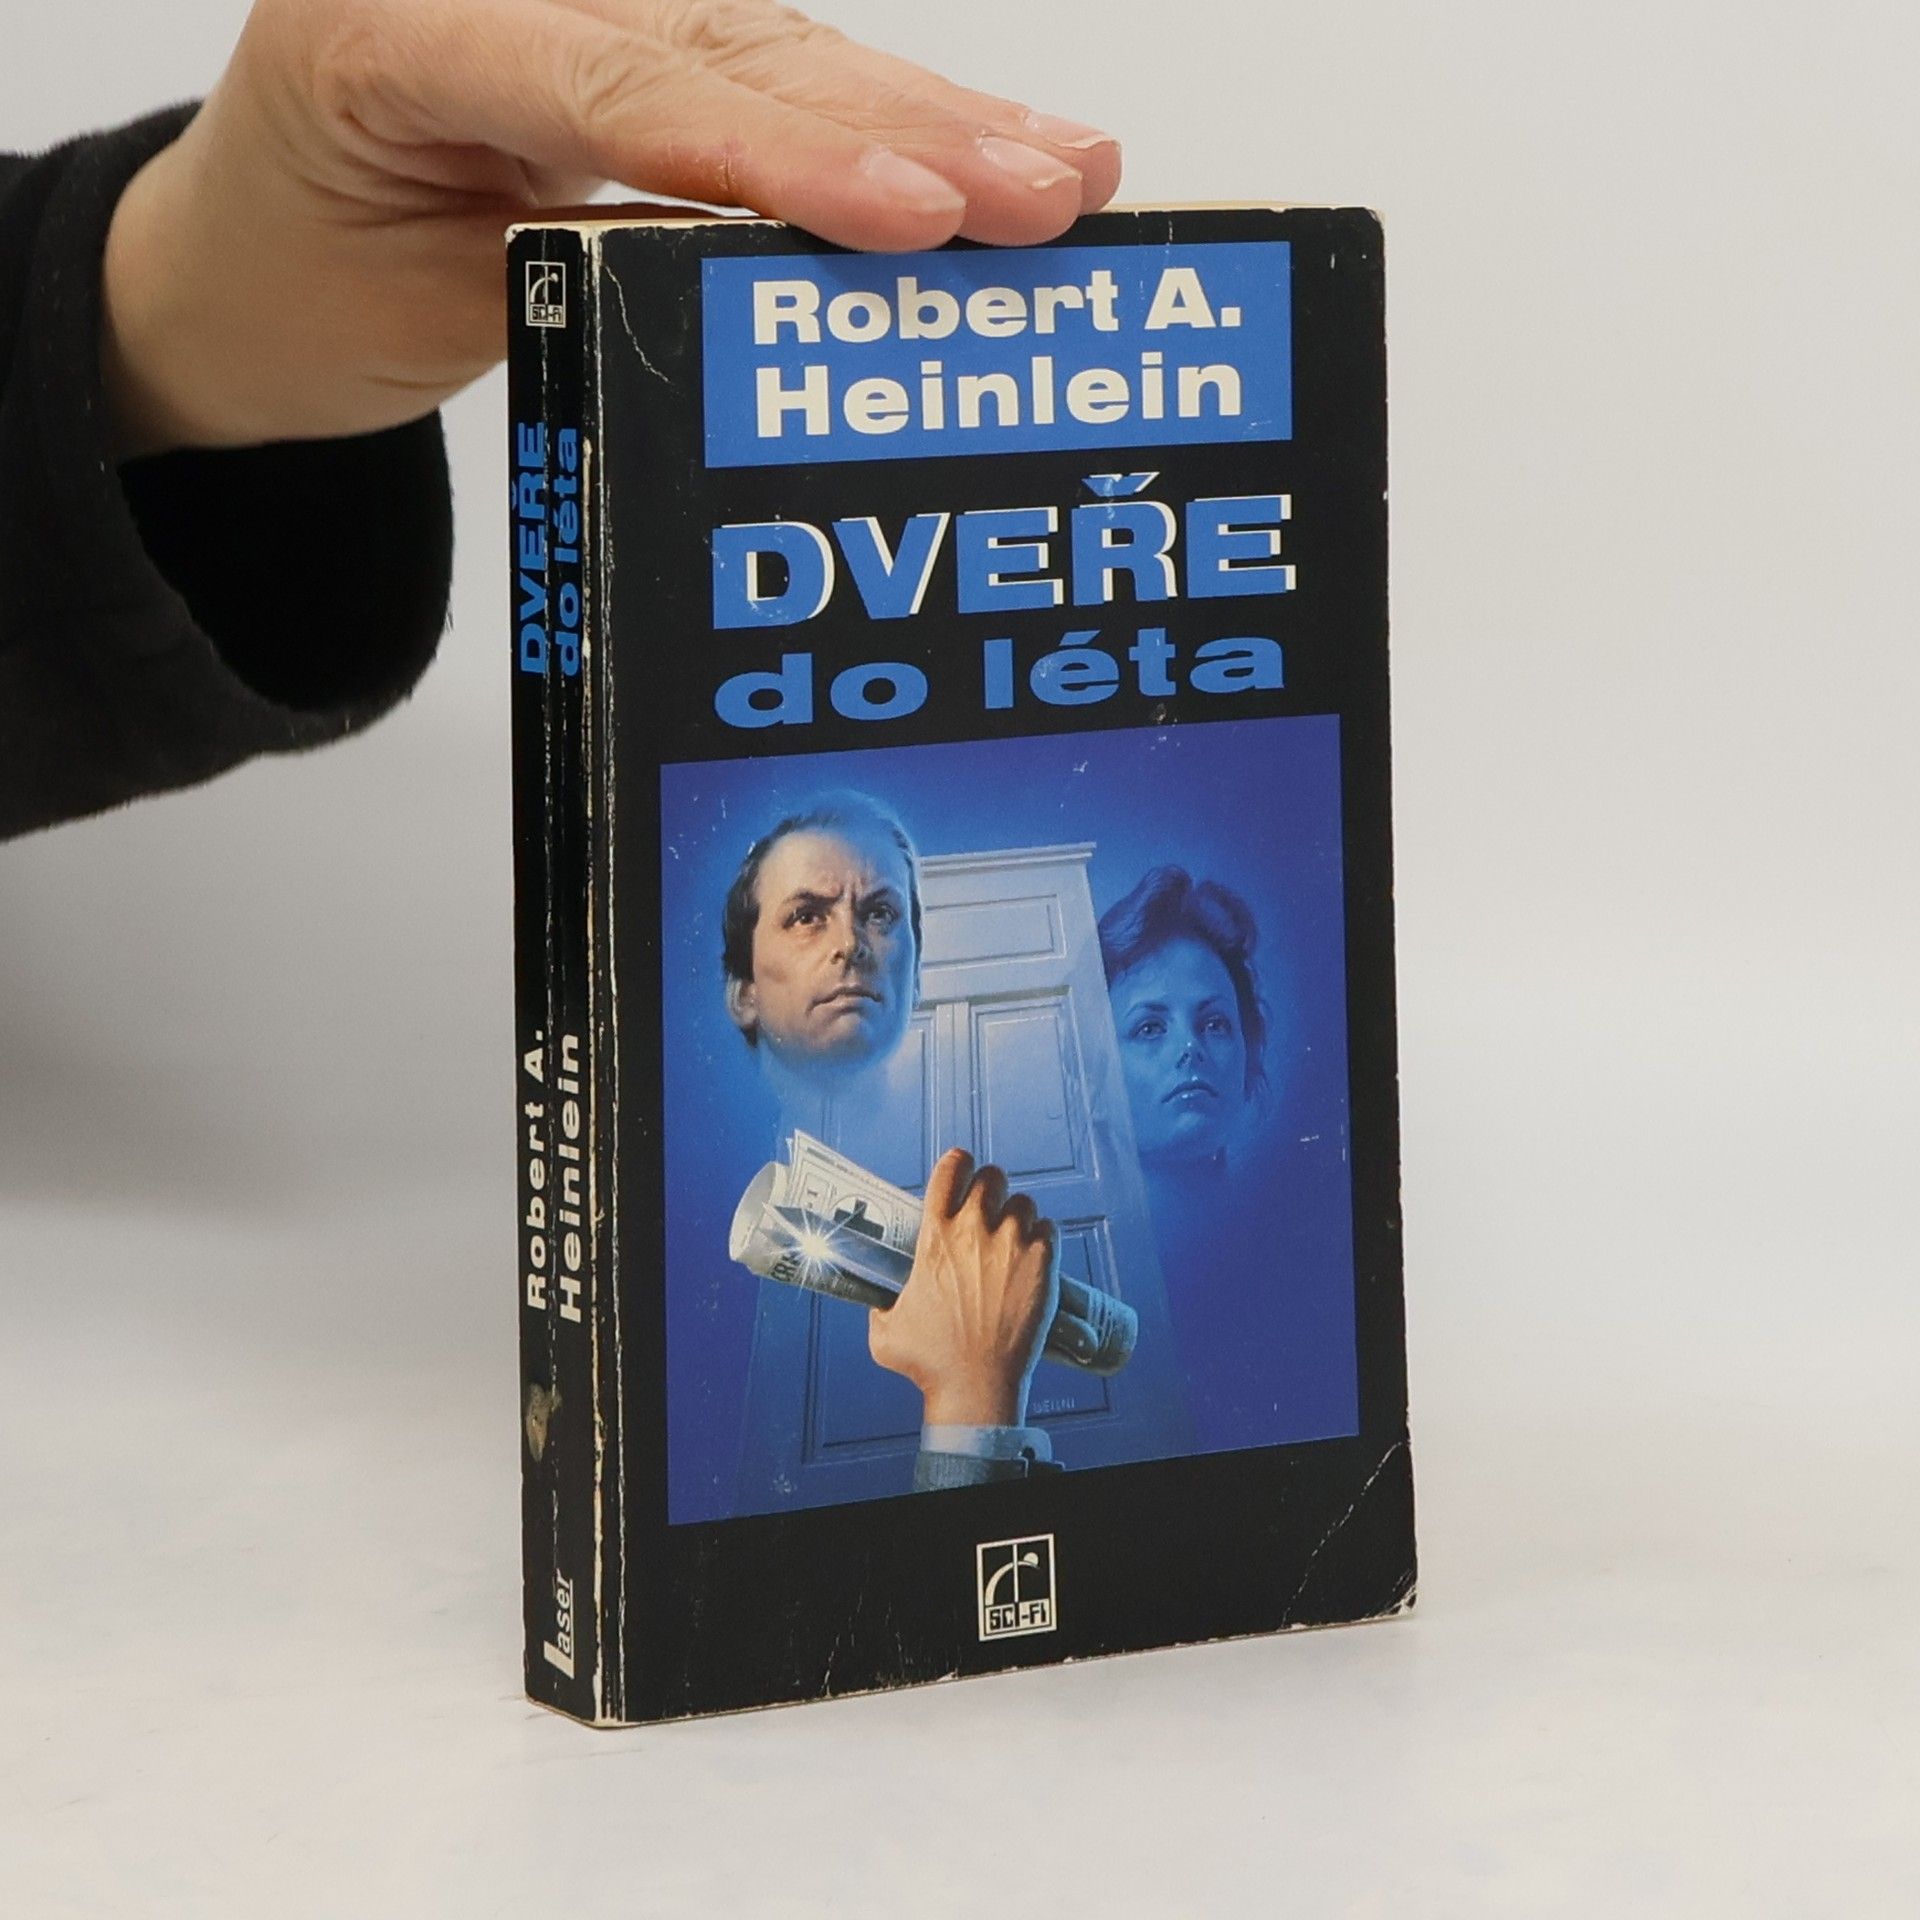 Robert A.
Heinlein
DVEŘE
do léta
SCI-FI
SCI-FI
DVEŘE
do léta
Robert A.
Heinlein
laser